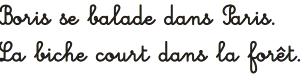 Boris se balade dans Paris.
La biche court dans la forêt.